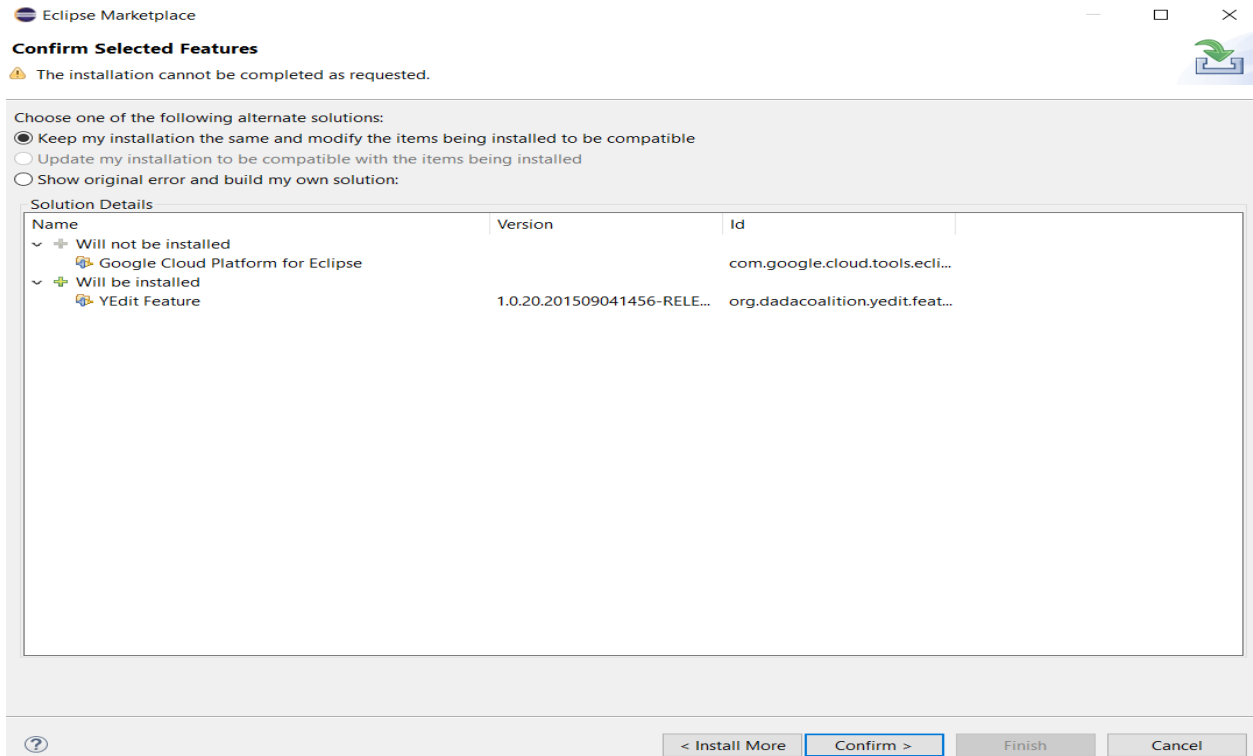 Eclipse Marketplace
Confirm Selected Features
The installation cannot be completed as requested.
Choose one of the following alternate solutions:
Keep my installation the same and modify the items being installed to be compatible
Update my installation to be compatible with the items being installed
Show original error and build my own solution:
Solution Details
Name Version Id
Will not be installed
Google Cloud Platform for Eclipse com.google.cloud.tools.ecli...
Will be installed
YEdit Feature 1.0.20.201509041456-RELE... org.dadacoalition.yedit.feat...
? < Install More Confirm > Finish Cancel